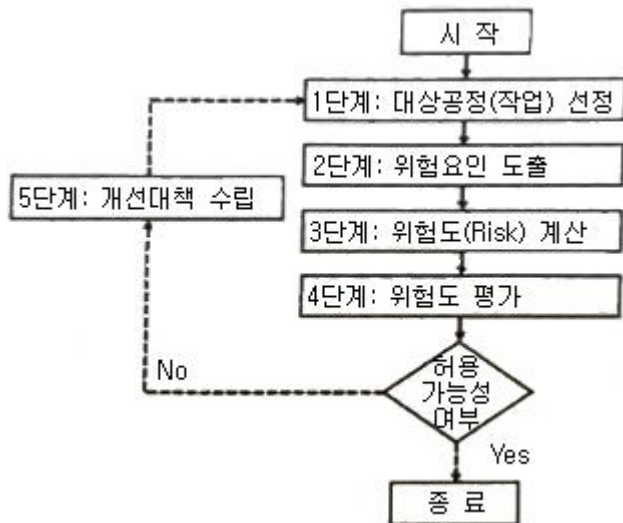 시 작
1단계: 대상공정(작업) 선정
2단계: 위험요인 도출
5단계: 개선대책 수립
3단계: 위험도(Risk) 계산
4단계: 위험도 평가
No
허용
가능성
여부
Yes
종 료